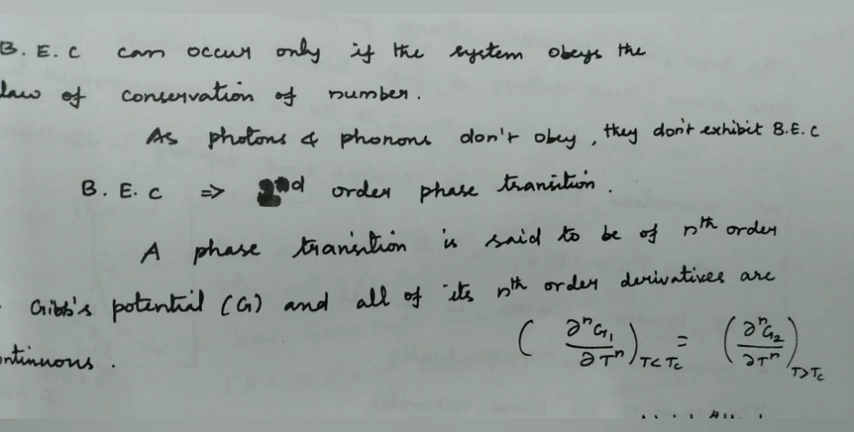 B. E. C can occur only if the system obeys the
law of conservation of number.
As photons & phonons don't obey, they don't exhibit B.E.C
B. E. C ⇒ 2nd order phase transition.
A phase transition is said to be of nth order
Gibb's potential (G) and all of its nth order derivatives are
ontinuous.
(∂ⁿG₁/∂Tⁿ)T<Tc = (∂ⁿG₂/∂Tⁿ)T>Tc